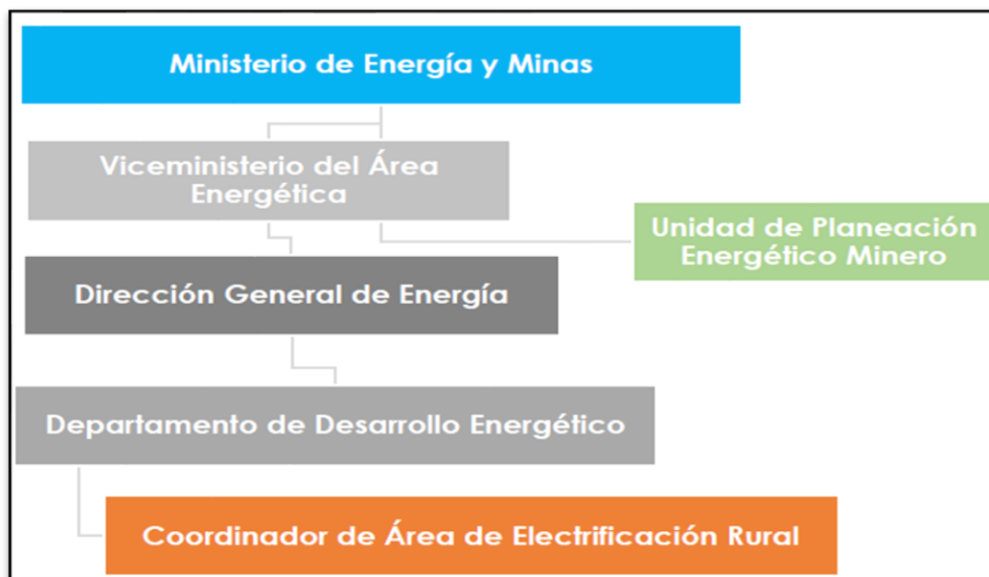 Ministerio de Energía y Minas
Viceministerio del Área
Energética
Unidad de Planeación
Energético Minero
Dirección General de Energía
Departamento de Desarrollo Energético
Coordinador de Área de Electrificación Rural